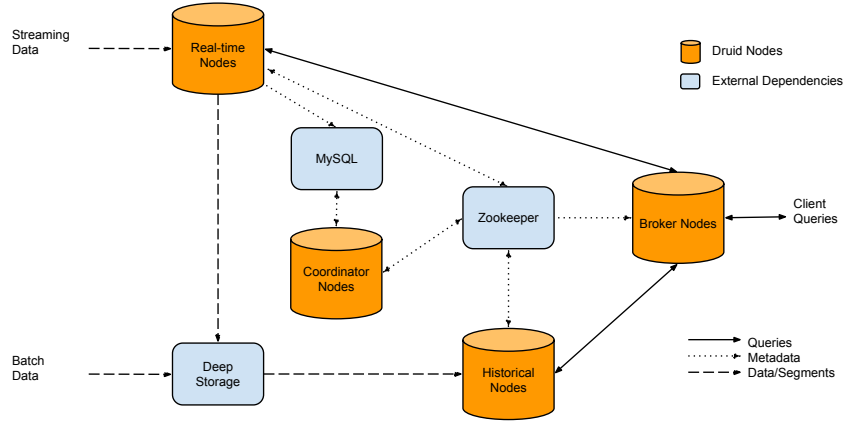 Streaming
Data
Real-time
Nodes
Druid Nodes
External Dependencies
MySQL
Zookeeper
Broker Nodes
Client
Queries
Coordinator
Nodes
Batch
Data
Deep
Storage
Historical
Nodes
Queries
Metadata
Data/Segments